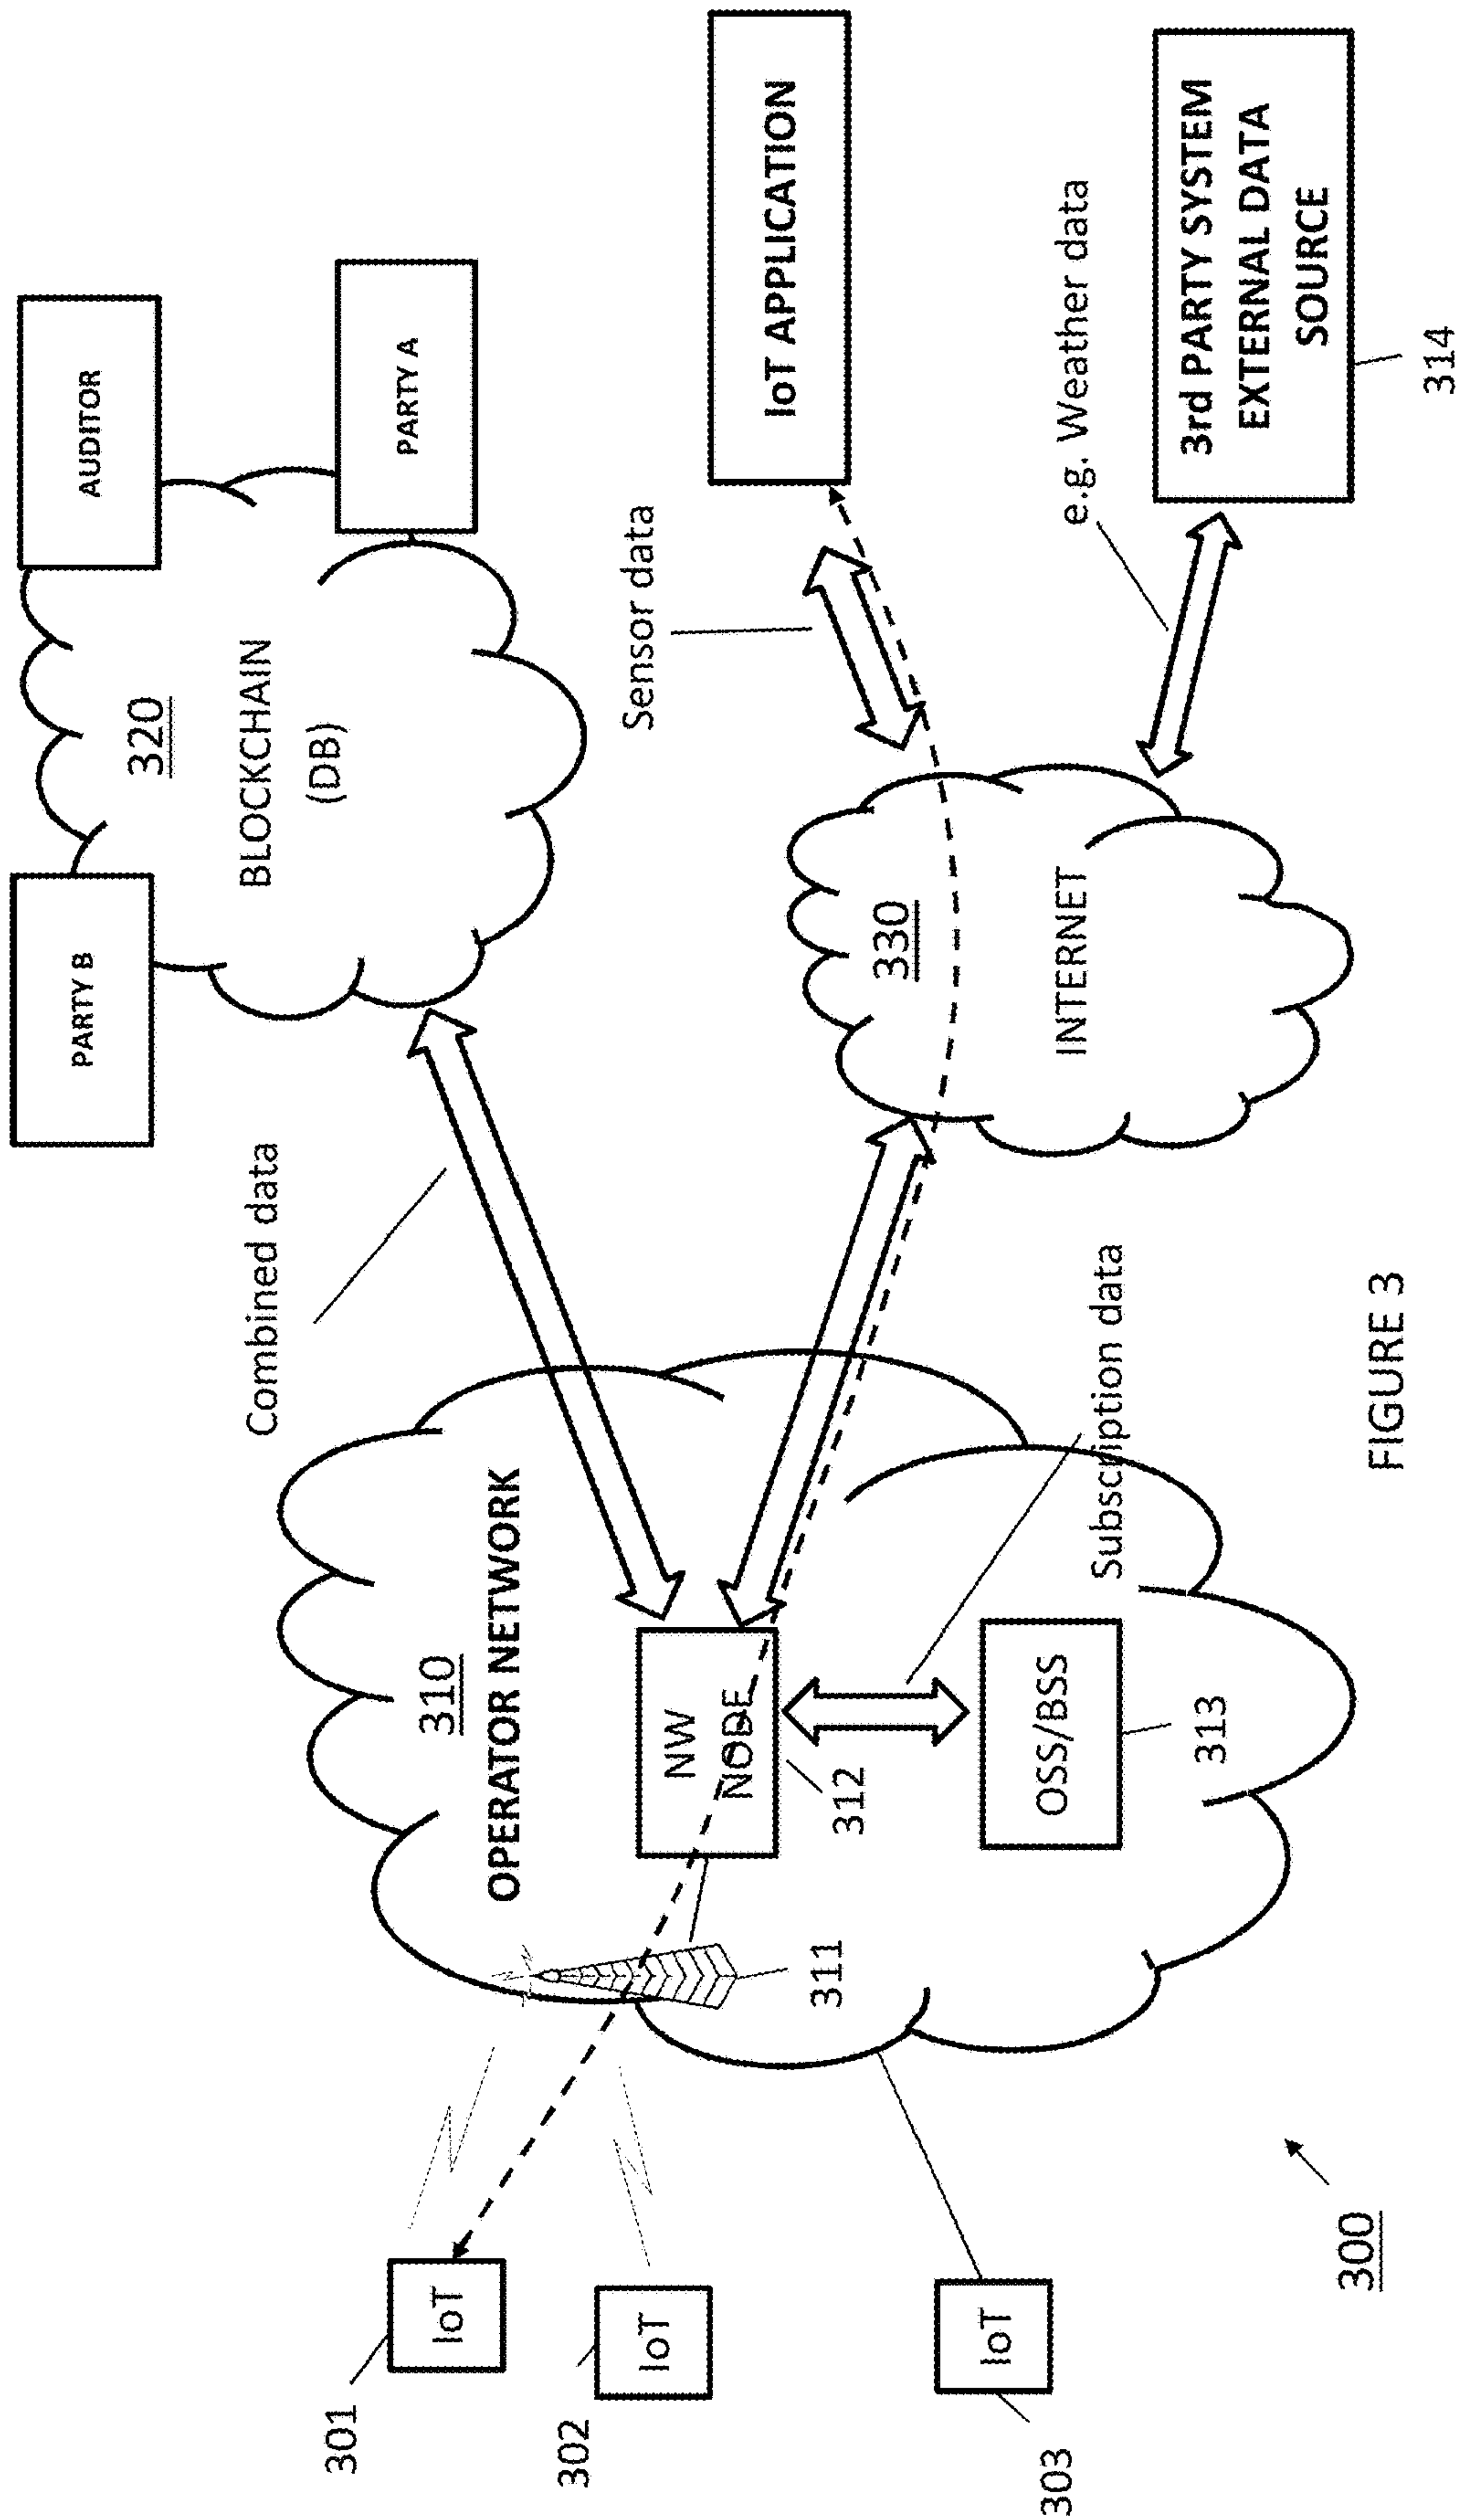 PARTY B
AUDITOR
320
BLOCKCHAIN
(DB)
PARTY A
Combined data
Sensor data
IoT APPLICATION
310
OPERATOR NETWORK
330
INTERNET
e.g. Weather data
3rd PARTY SYSTEM
EXTERNAL DATA
SOURCE
314
301
IoT
302
IoT
303
IoT
311
NW
NODE
312
OSS/BSS
313
Subscription data
300
FIGURE 3